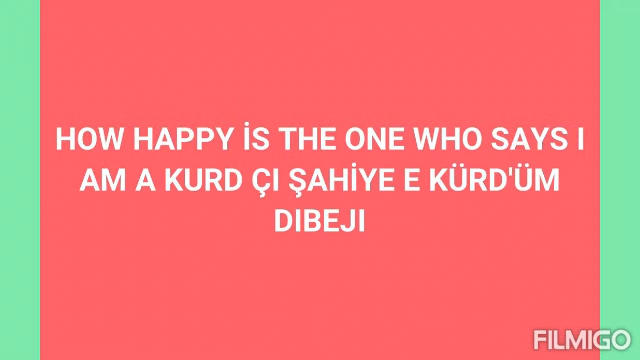 HOW HAPPY İS THE ONE WHO SAYS I
AM A KURD ÇI ŞAHİYE E KÜRD'ÜM
DIBEJI
FILMIGO